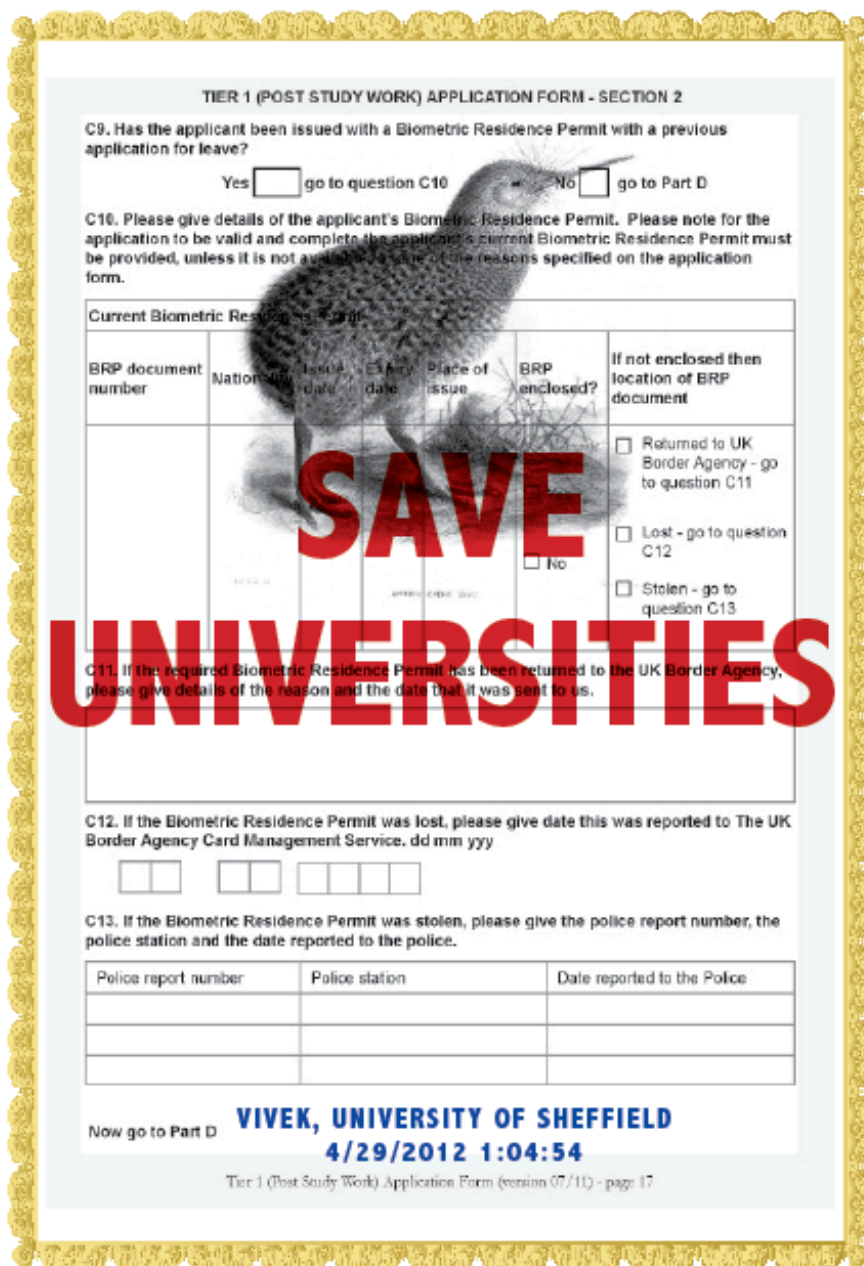 TIER 1 (POST STUDY WORK) APPLICATION FORM - SECTION 2
C9. Has the applicant been issued with a Biometric Residence Permit with a previous
application for leave?
Yes go to question C10 No go to Part D
C10. Please give details of the applicant's Biometric Residence Permit. Please note for the
application to be valid and complete the applicant's current Biometric Residence Permit must
be provided, unless it is not of the reasons specified on the application
form.
Current Biometric Residence Permit
BRP document
number
Nationality
Issue
date
Expiry
date
Place of
issue
BRP
enclosed?
If not enclosed then
location of BRP
document
Returned to UK
Border Agency - go
to question C11
Lost - go to question
C12
No
Stolen - go to
question C13
SAVE
UNIVERSITIES
C11. If the required Biometric Residence Permit has been returned to the UK Border Agency,
please give details of the reason and the date that it was sent to us.
C12. If the Biometric Residence Permit was lost, please give date this was reported to The UK
Border Agency Card Management Service. dd mm yyy
C13. If the Biometric Residence Permit was stolen, please give the police report number, the
police station and the date reported to the police.
Police report number Police station Date reported to the Police
Now go to Part D
VIVEK, UNIVERSITY OF SHEFFIELD
4/29/2012 1:04:54
Tier 1 (Post Study Work) Application Form (version 07/11) - page 17